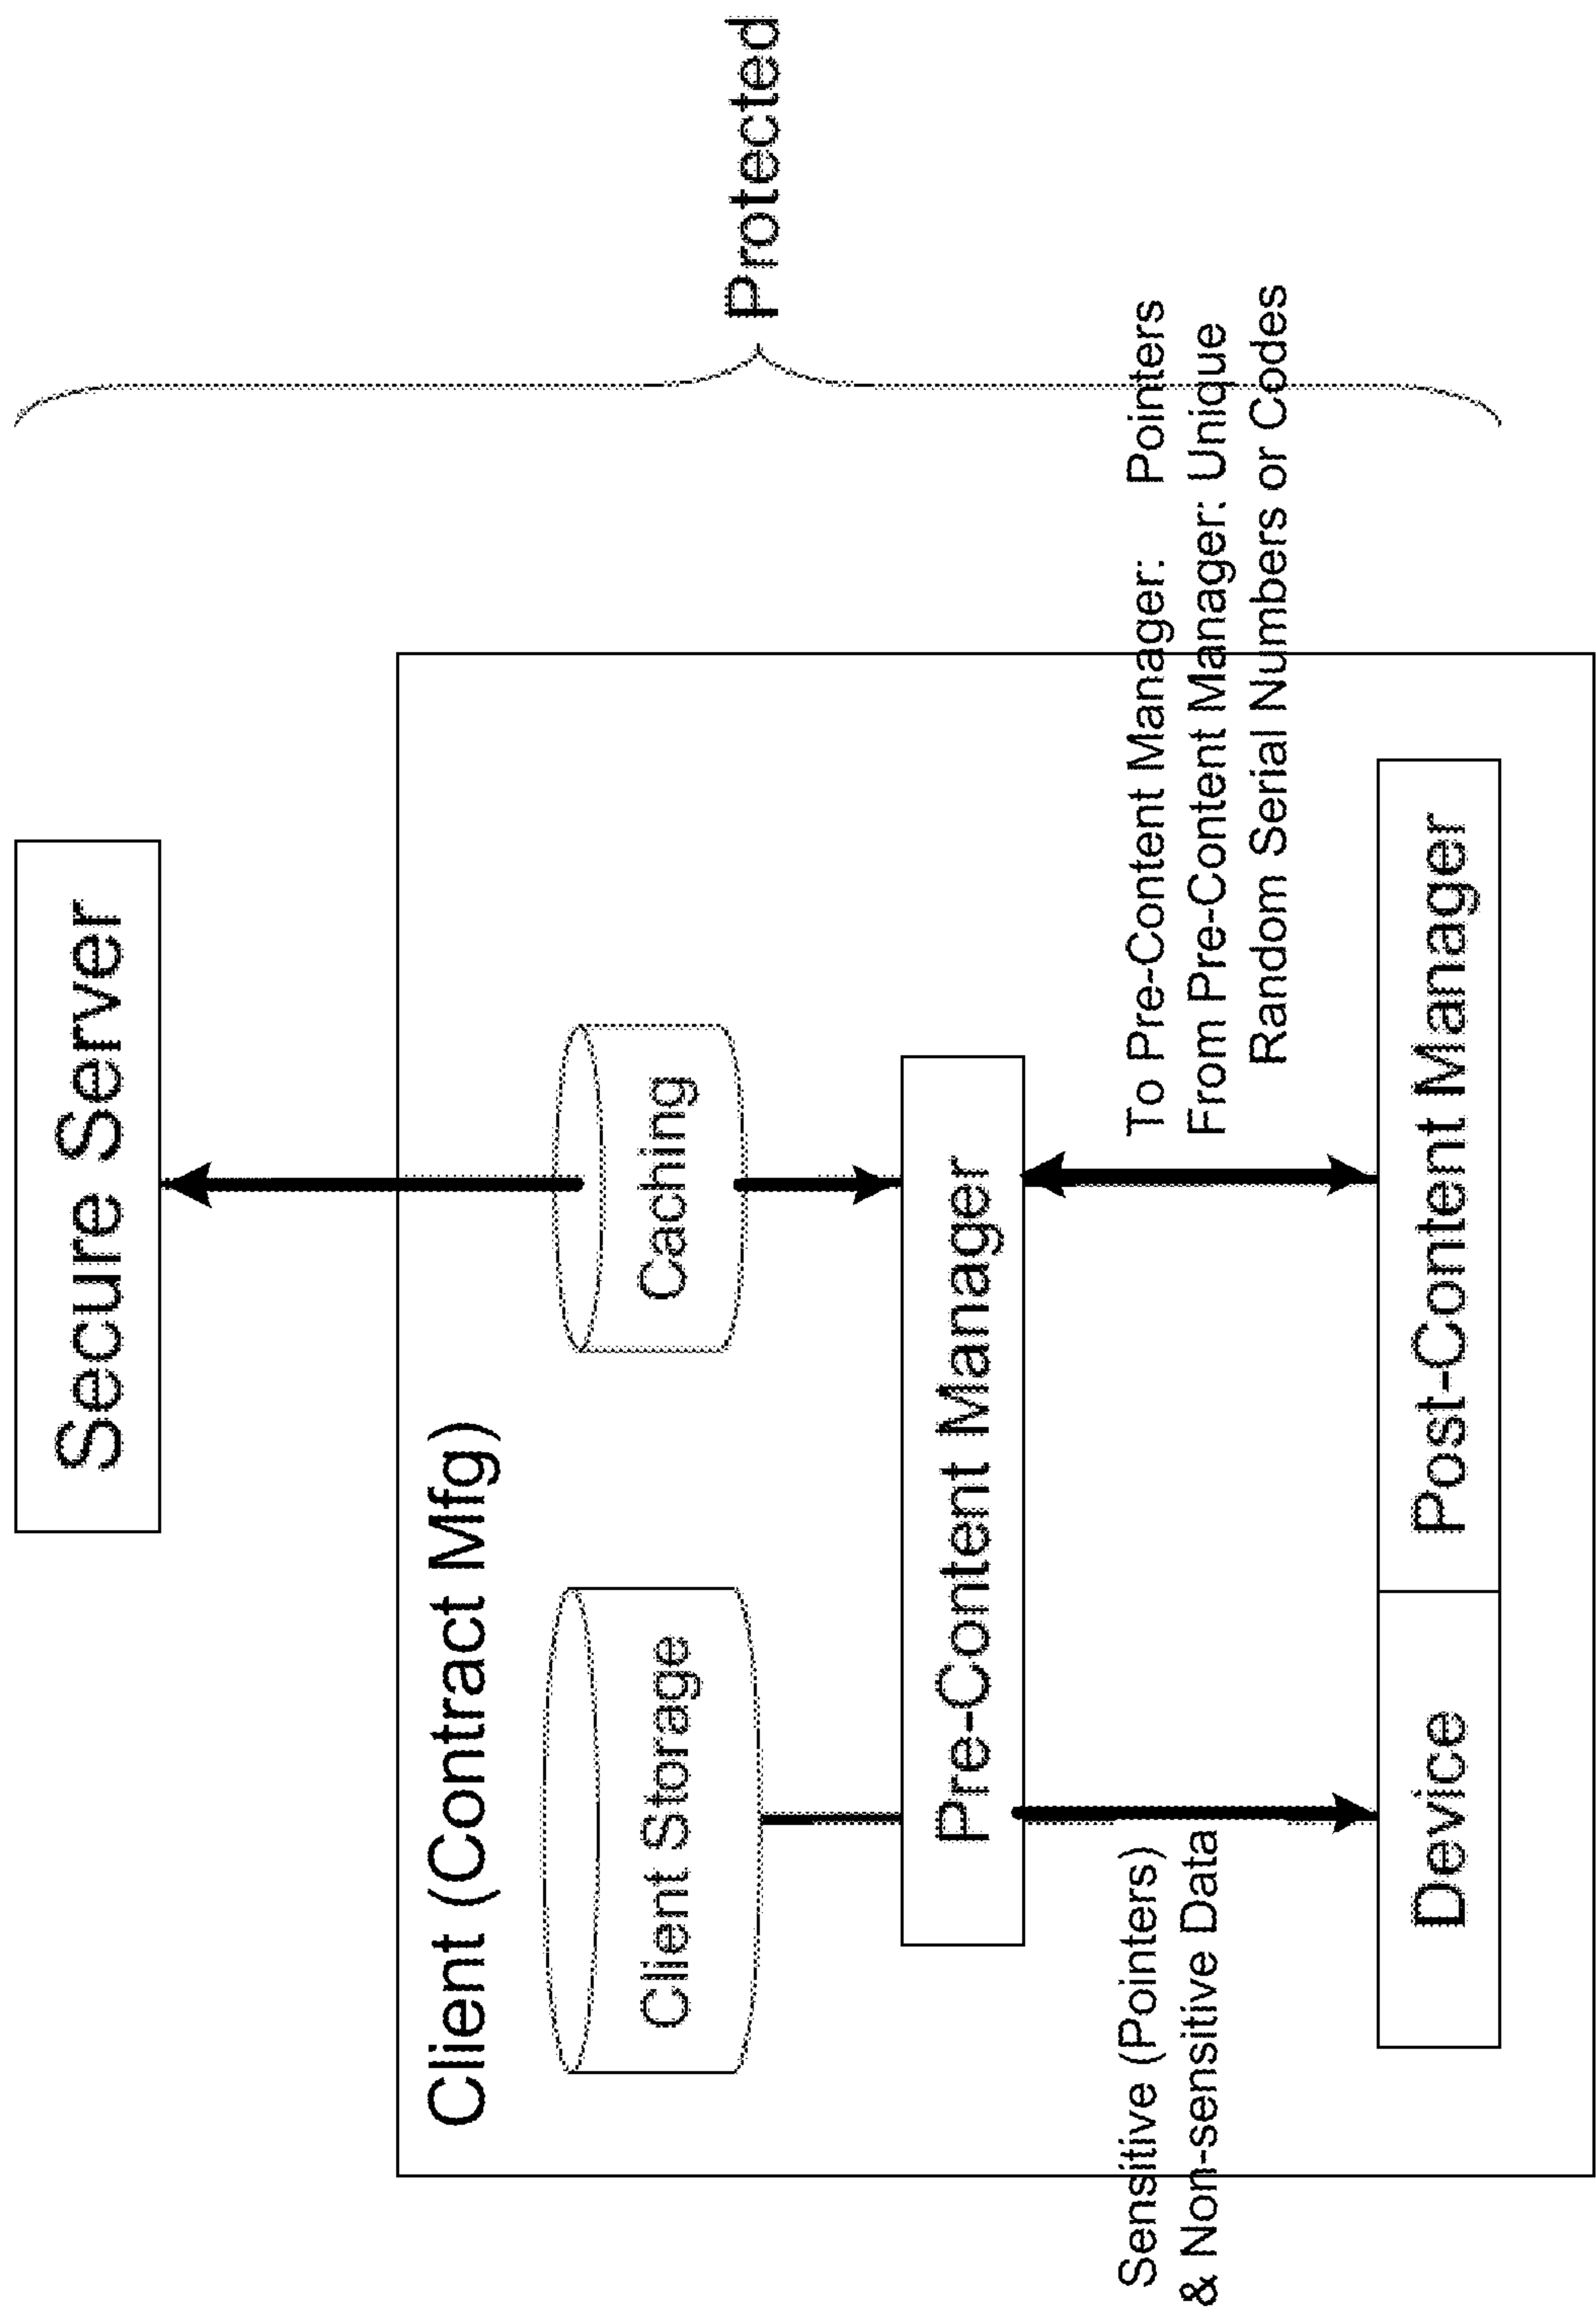 Secure Server
Client (Contract Mfg)
Client Storage
Caching
Pre-Content Manager
Sensitive (Pointers)
& Non-sensitive Data
To Pre-Content Manager: Pointers
From Pre-Content Manager: Unique
Random Serial Numbers or Codes
Device
Post-Content Manager
Protected